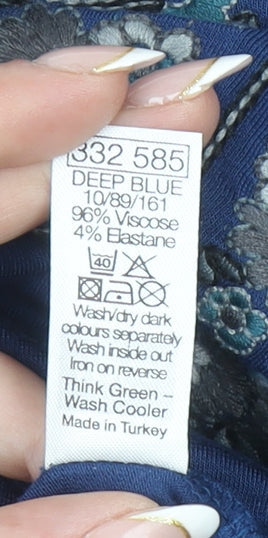 332 585
DEEP BLUE
10/89/161
96% Viscose
4% Elastane
40
Wash/dry dark
colours separately
Wash inside out
Iron on reverse
Think Green –
Wash Cooler
Made in Turkey